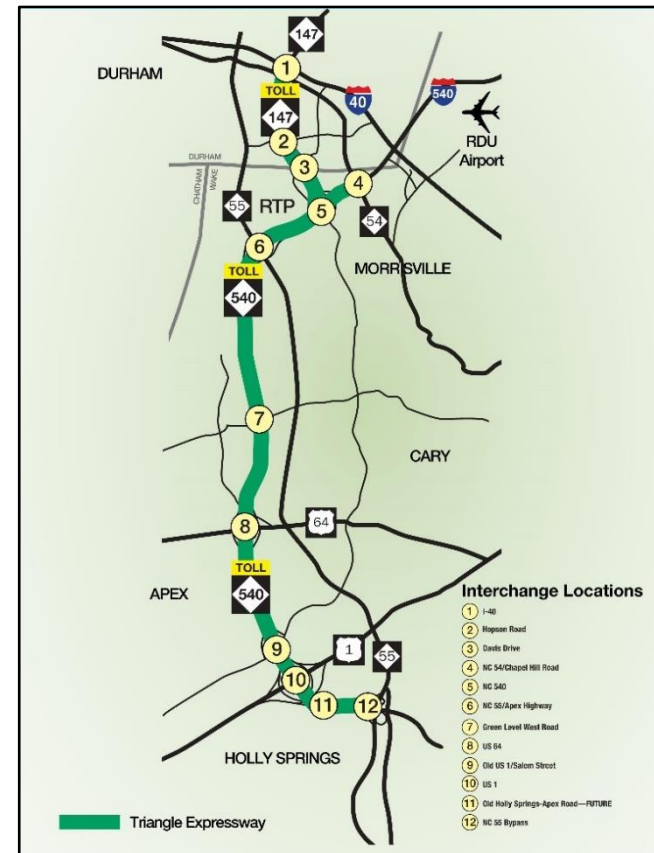 147
DURHAM
1
TOLL
147
40
540
RDU
Airport
2
3
DURHAM
CHATHAM
WAKE
4
55
RTP
5
54
6
MORRISVILLE
TOLL
540
7
CARY
64
8
TOLL
540
APEX
1
55
9
10
11
12
HOLLY SPRINGS
Interchange Locations
1 I-40
2 Hopson Road
3 Davis Drive
4 NC 54/Chapel Hill Road
5 NC 540
6 NC 55/Apex Highway
7 Green Level West Road
8 US 64
9 Old US 1/Salem Street
10 US 1
11 Old Holly Springs-Apex Road—FUTURE
12 NC 55 Bypass
Triangle Expressway